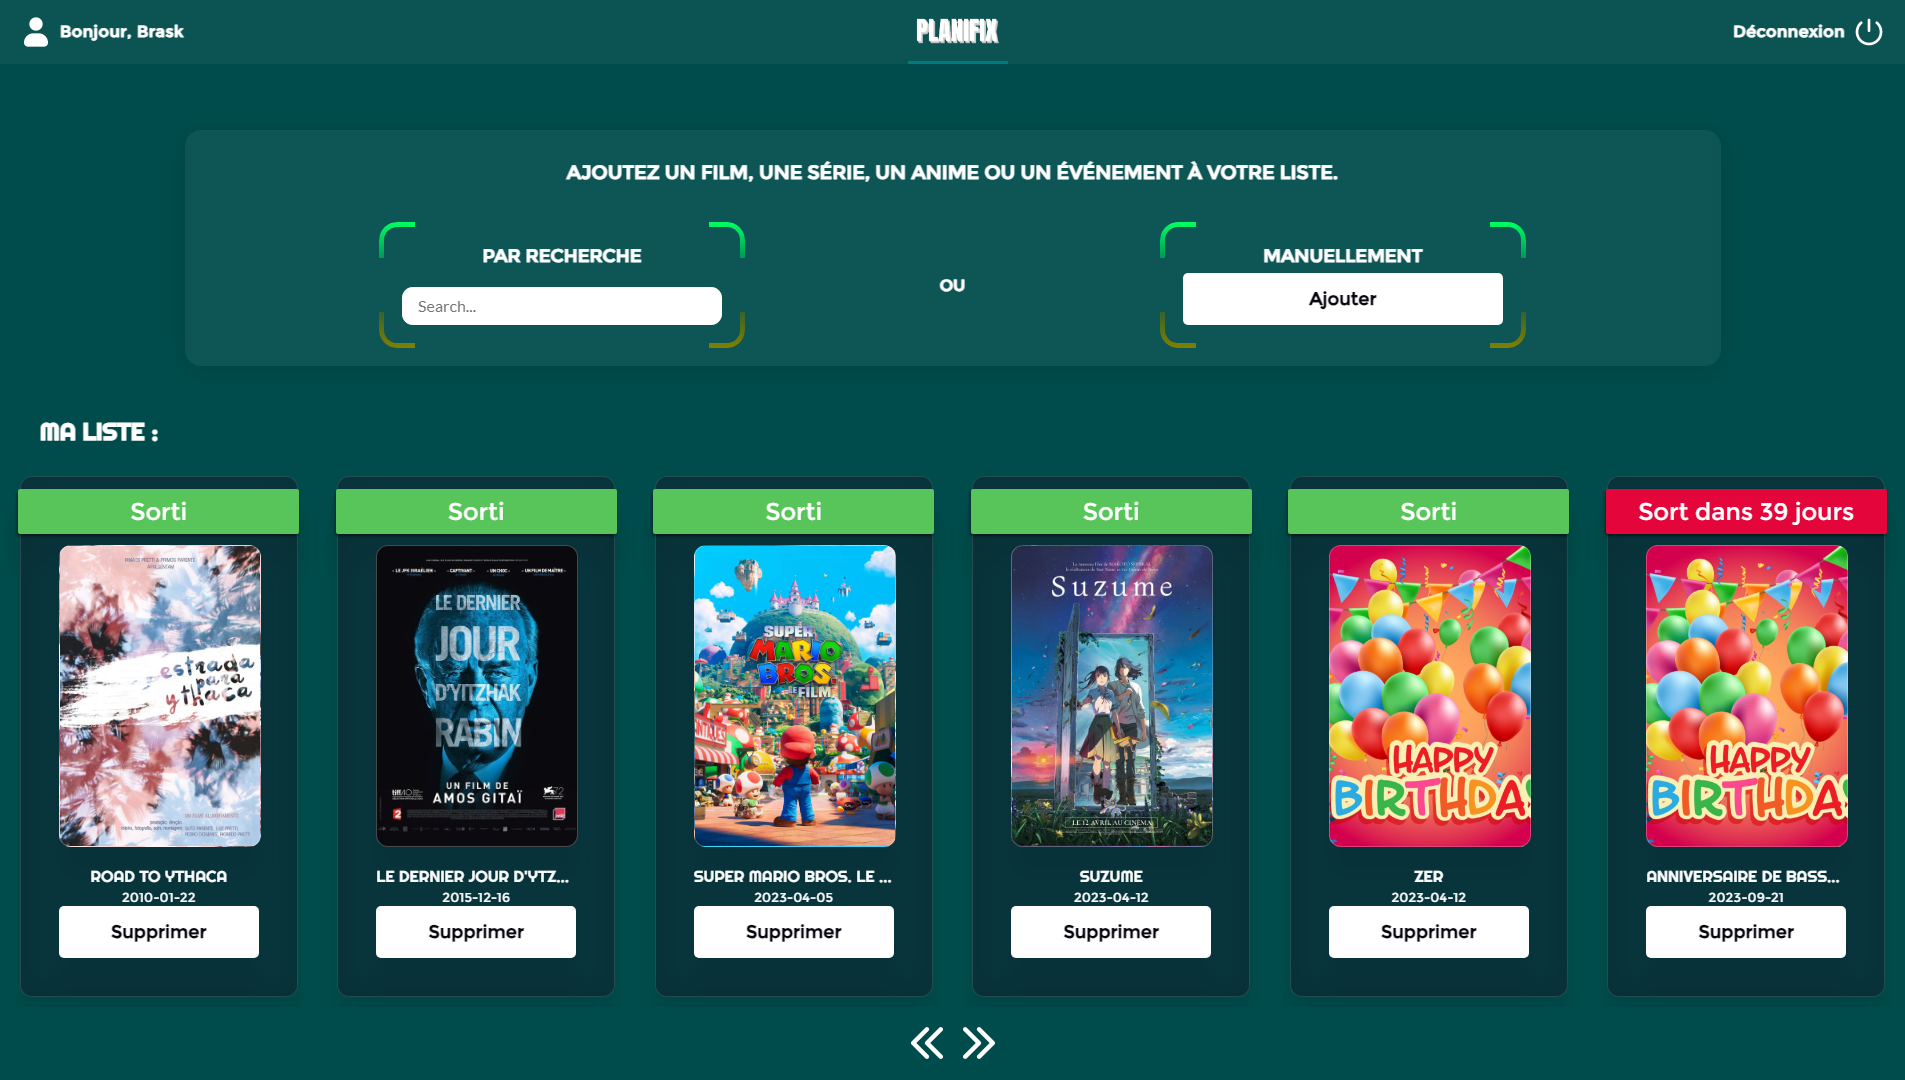 Bonjour, Brask
PLANIFIX
Déconnexion
AJOUTEZ UN FILM, UNE SÉRIE, UN ANIME OU UN ÉVÉNEMENT À VOTRE LISTE.
PAR RECHERCHE
Search...
OU
MANUELLEMENT
Ajouter
MA LISTE :
Sorti
Sorti
Sorti
Sorti
Sorti
Sort dans 39 jours
estrada
para
ythaca
LE DERNIER
JOUR
D'YITZHAK
RABIN
UN FILM DE
AMOS GITAÏ
SUPER
MARIO
BROS.
LE FILM
Suzume
LE 12 AVRIL AU CINÉMA
HAPPY
BIRTHDA
HAPPY
BIRTHDA
ROAD TO YTHACA
2010-01-22
Supprimer
LE DERNIER JOUR D'YTZ...
2015-12-16
Supprimer
SUPER MARIO BROS. LE ...
2023-04-05
Supprimer
SUZUME
2023-04-12
Supprimer
ZER
2023-04-12
Supprimer
ANNIVERSAIRE DE BASS...
2023-09-21
Supprimer